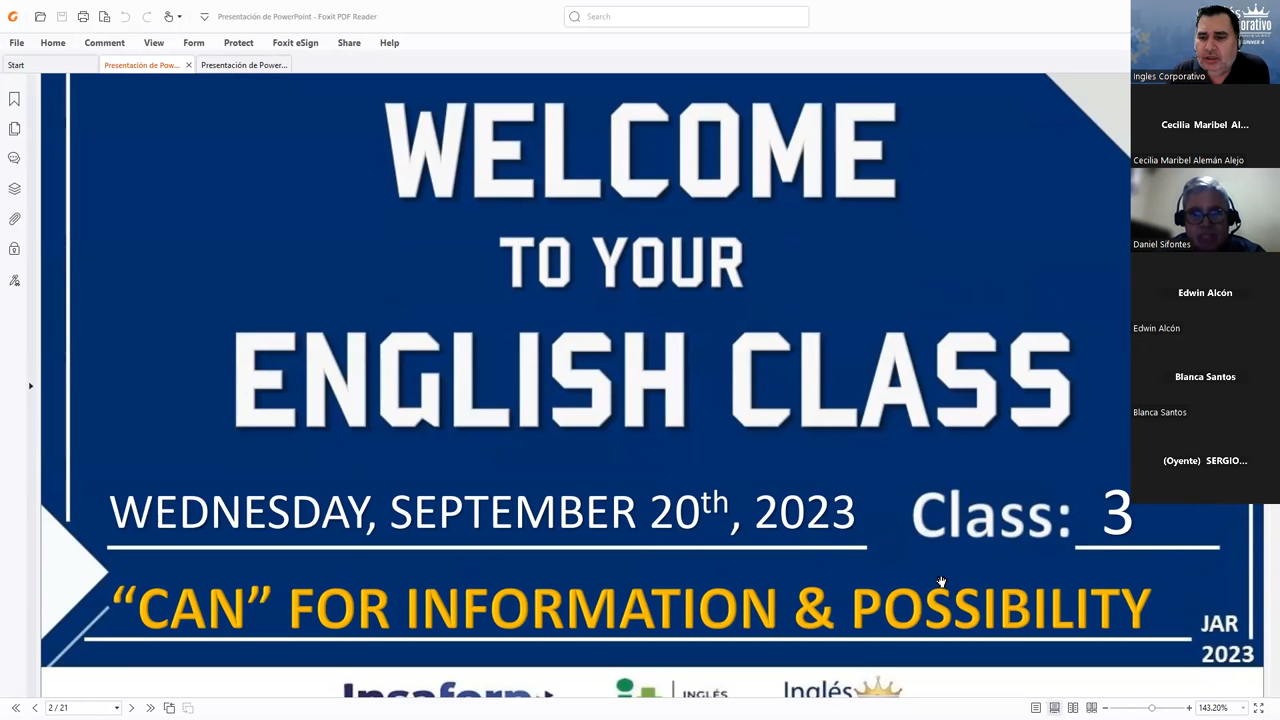 Presentación de PowerPoint - Foxit PDF Reader
Search
File Home Comment View Form Protect Foxit eSign Share Help
Start Presentación de Pow... Presentación de Power...
WELCOME
TO YOUR
ENGLISH CLASS
WEDNESDAY, SEPTEMBER 20th, 2023 Class: 3
“CAN” FOR INFORMATION & POSSIBILITY
JAR
2023
INGLÉS
Inglés
2 / 21
143.20%
Ingles Corporativo
Cecilia Maribel Al...
Cecilia Maribel Alemán Alejo
Daniel Sifontes
Edwin Alcón
Edwin Alcón
Blanca Santos
Blanca Santos
(Oyente) SERGIO...